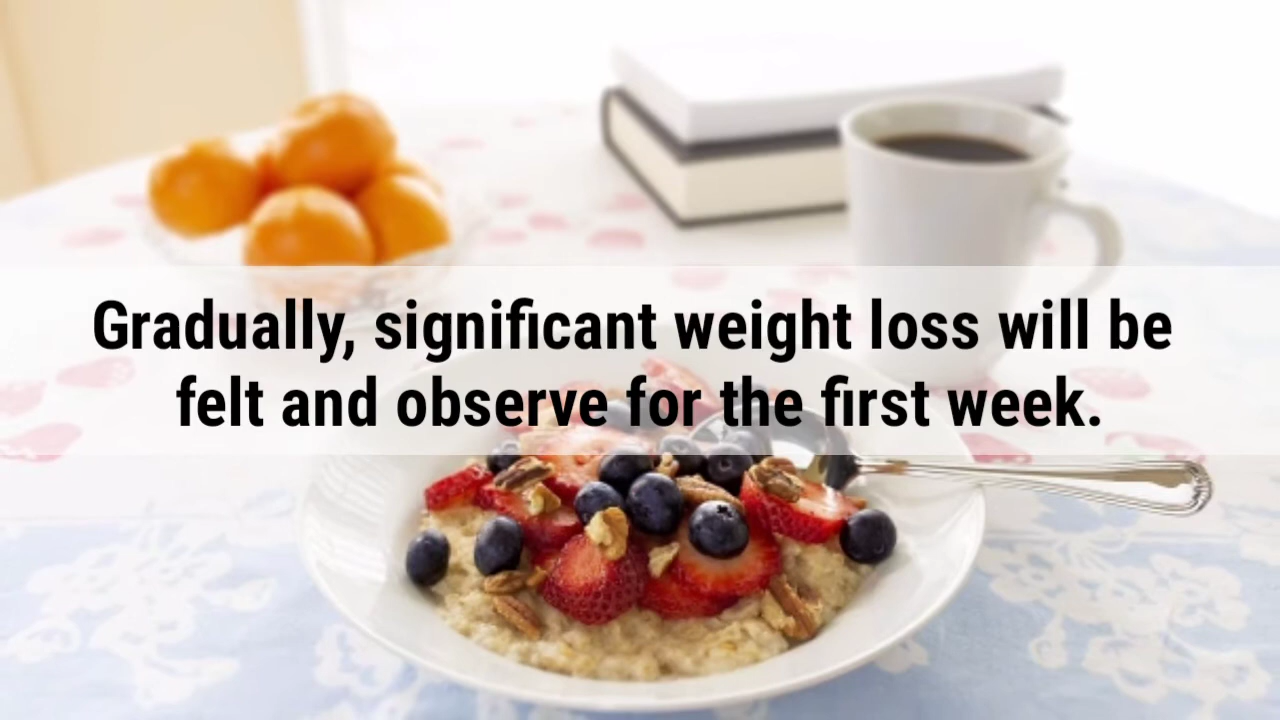 Gradually, significant weight loss will be
felt and observe for the first week.